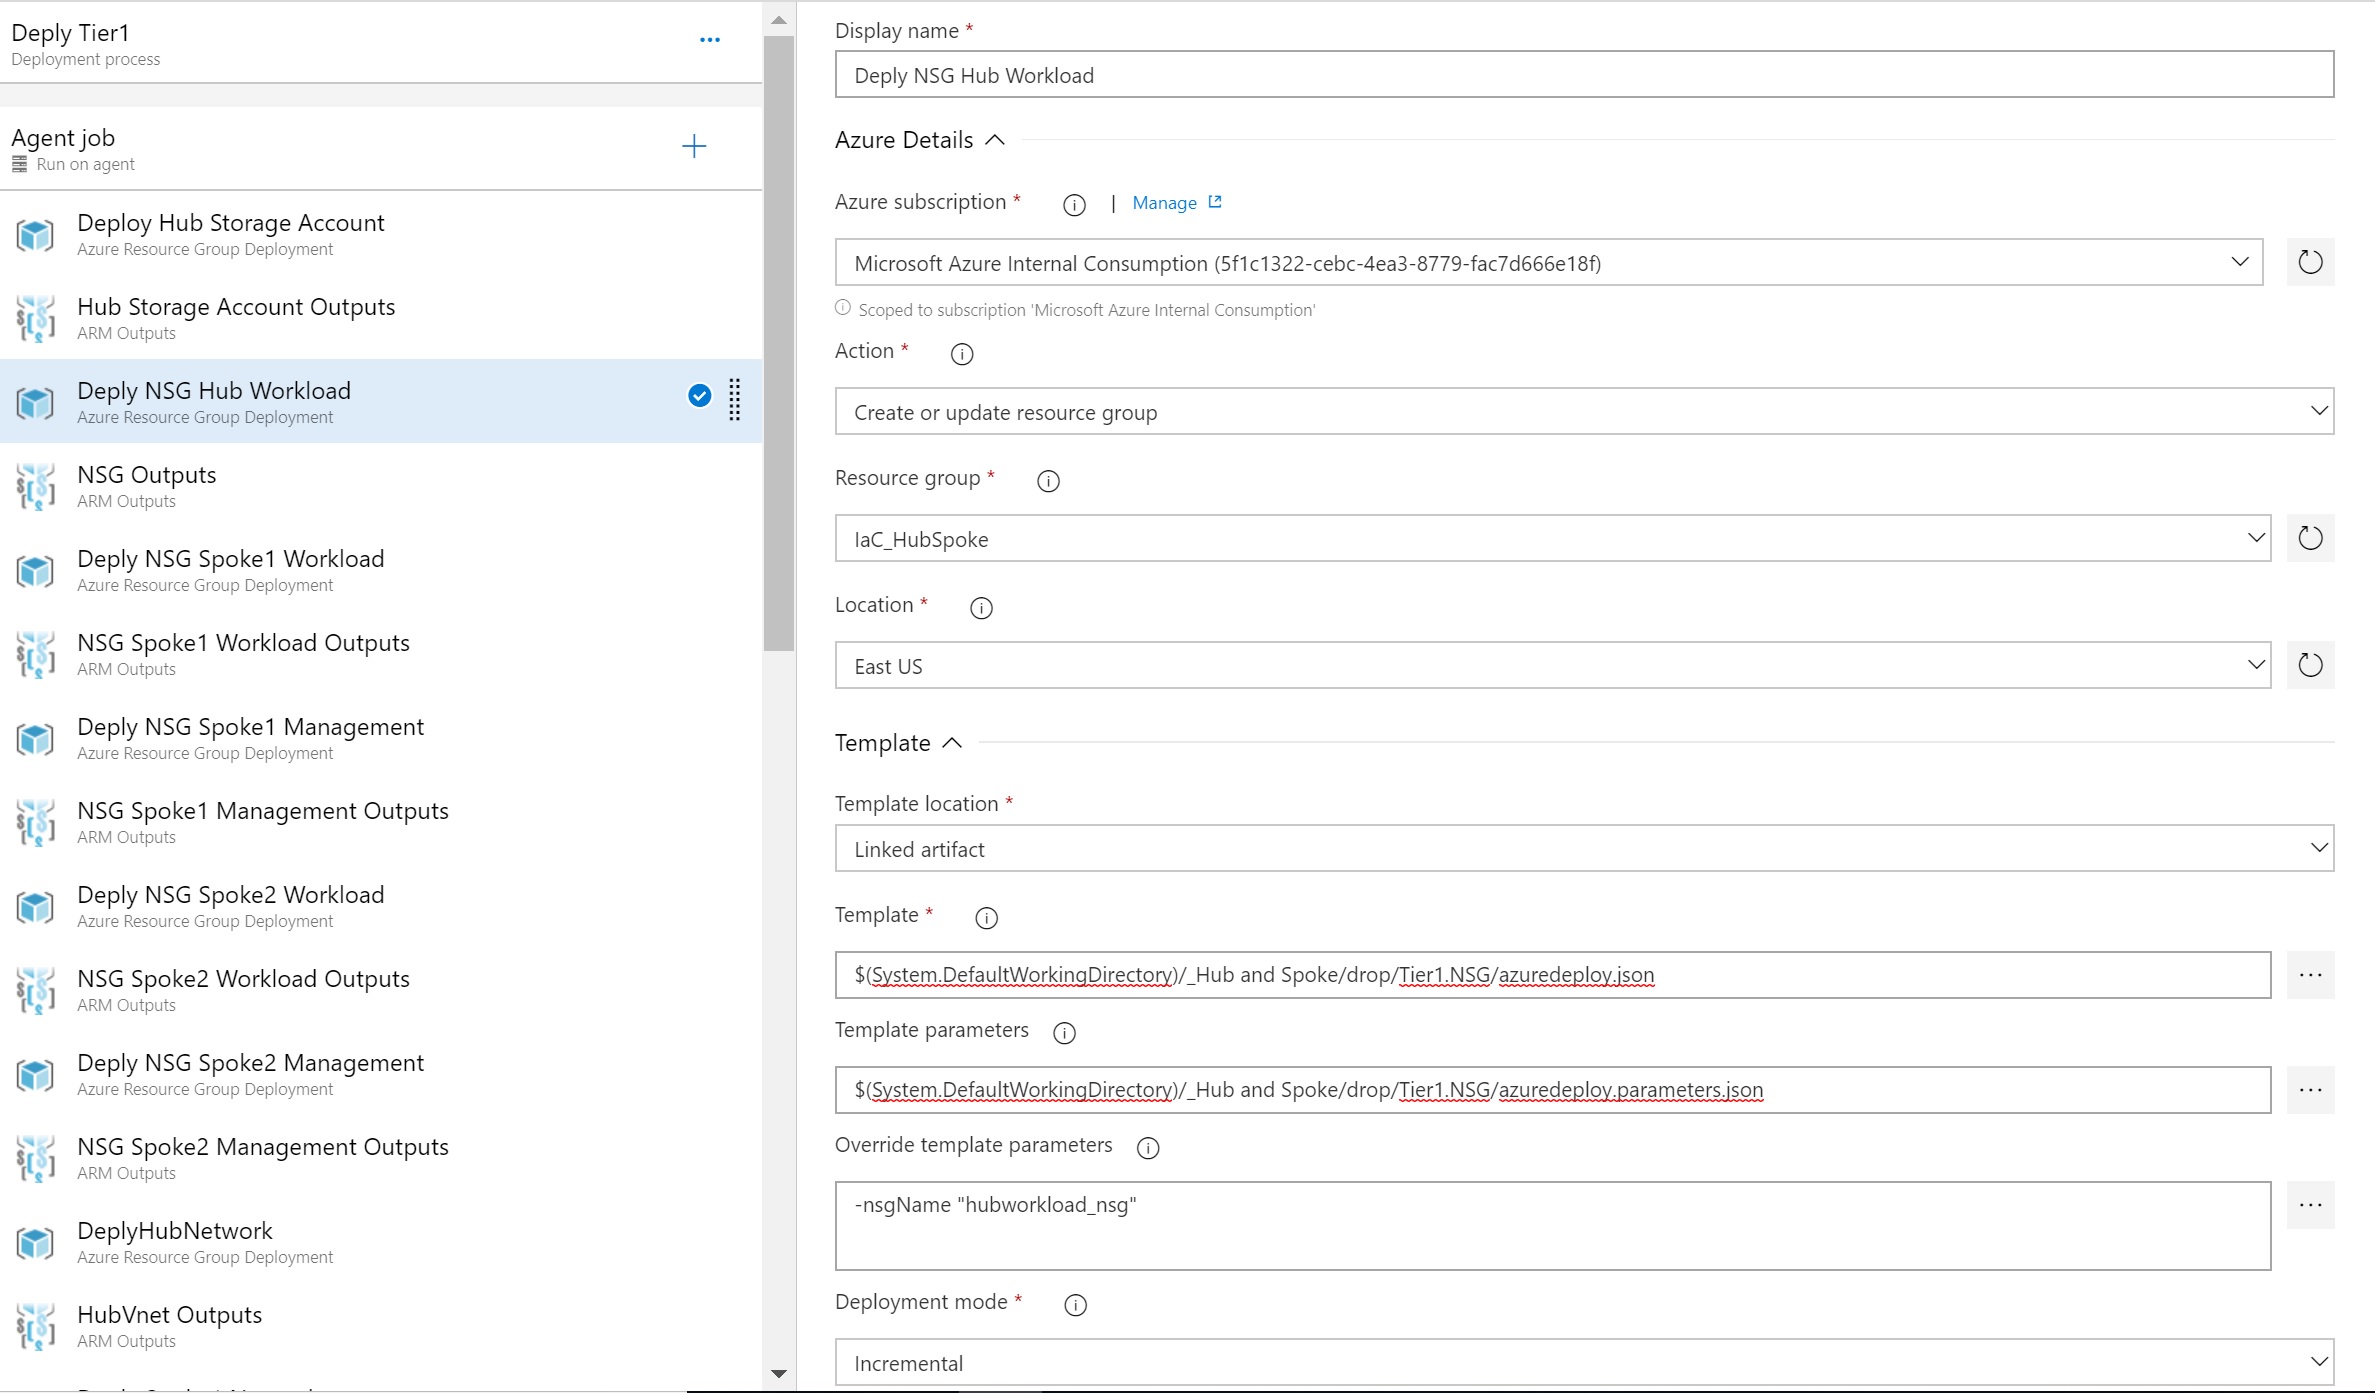 Deply Tier1
Deployment process
Agent job
Run on agent
Deploy Hub Storage Account
Azure Resource Group Deployment
Hub Storage Account Outputs
ARM Outputs
Deply NSG Hub Workload
Azure Resource Group Deployment
NSG Outputs
ARM Outputs
Deply NSG Spoke1 Workload
Azure Resource Group Deployment
NSG Spoke1 Workload Outputs
ARM Outputs
Deply NSG Spoke1 Management
Azure Resource Group Deployment
NSG Spoke1 Management Outputs
ARM Outputs
Deply NSG Spoke2 Workload
Azure Resource Group Deployment
NSG Spoke2 Workload Outputs
ARM Outputs
Deply NSG Spoke2 Management
Azure Resource Group Deployment
NSG Spoke2 Management Outputs
ARM Outputs
DeplyHubNetwork
Azure Resource Group Deployment
HubVnet Outputs
ARM Outputs
Display name *
Deply NSG Hub Workload
Azure Details
Azure subscription * | Manage
Microsoft Azure Internal Consumption (5f1c1322-cebc-4ea3-8779-fac7d666e18f)
Scoped to subscription 'Microsoft Azure Internal Consumption'
Action *
Create or update resource group
Resource group *
IaC_HubSpoke
Location *
East US
Template
Template location *
Linked artifact
Template *
$(System.DefaultWorkingDirectory)/_Hub and Spoke/drop/Tier1.NSG/azuredeploy.json
Template parameters
$(System.DefaultWorkingDirectory)/_Hub and Spoke/drop/Tier1.NSG/azuredeploy.parameters.json
Override template parameters
-nsgName "hubworkload_nsg"
Deployment mode *
Incremental